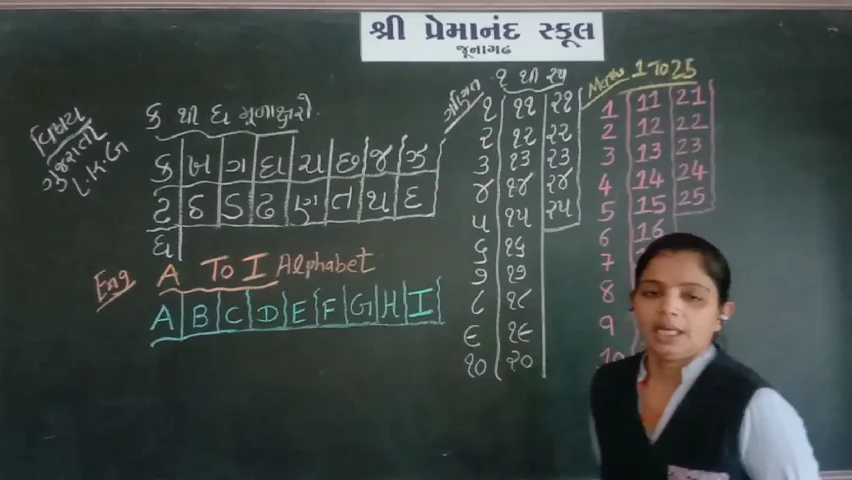 શ્રી પ્રેમાનંદ સ્કૂલ
જૂનાગઢ
વિષય
ગુજરાતી
L.K.G
ક થી ધ મૂળાક્ષરો
ક ખ ગ ઘ ચ છ જ ઝ
ટ ઠ ડ ઢ ણ ત થ દ
ધ
Eng
A TO I Alphabet
A B C D E F G H I
ગણિત
૧ થી ૨૫
૧ ૧૧ ૨૧
૨ ૧૨ ૨૨
૩ ૧૩ ૨૩
૪ ૧૪ ૨૪
૫ ૧૫ ૨૫
૬ ૧૬
૭ ૧૭
૮ ૧૮
૯ ૧૯
૧૦ ૨૦
Maths
1 To 25
1 11 21
2 12 22
3 13 23
4 14 24
5 15 25
6 16
7
8
9
10